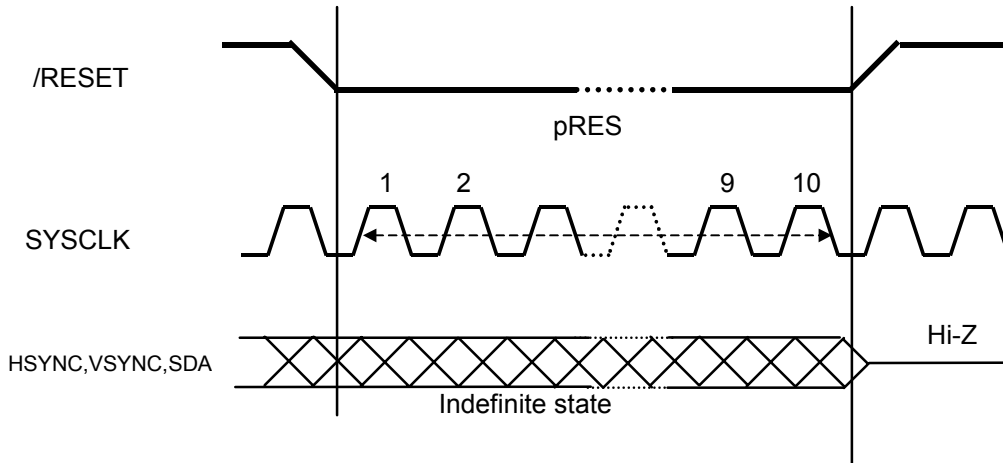 /RESET
pRES
1 2 9 10
SYSCLK
Hi-Z
HSYNC,VSYNC,SDA
Indefinite state